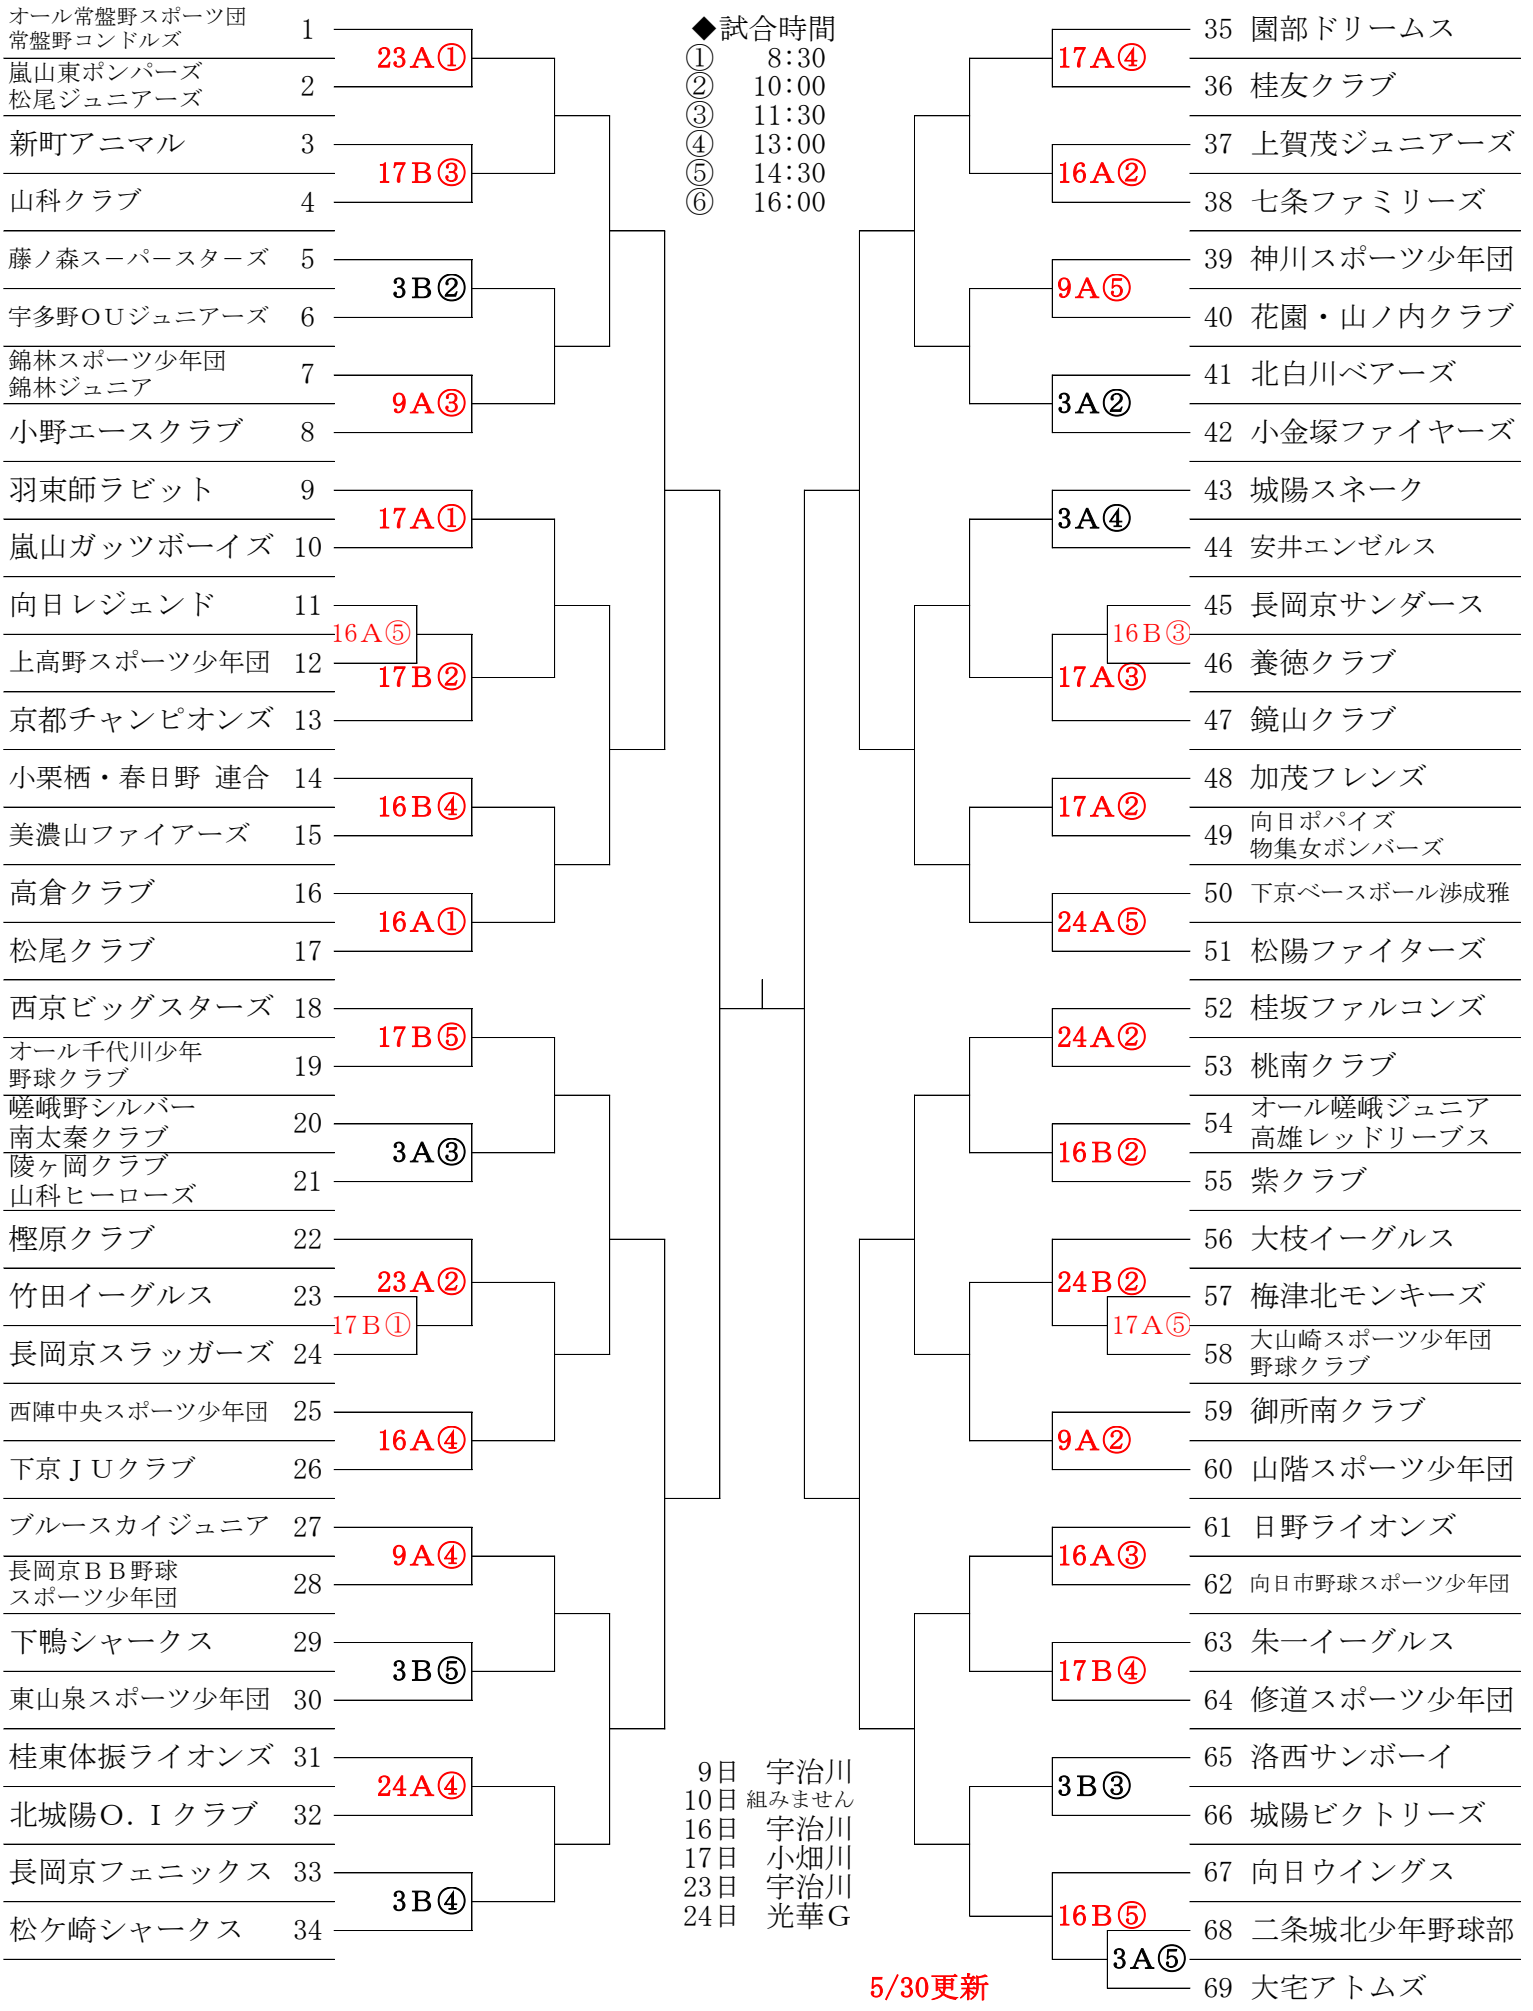 オール常盤野スポーツ団
常盤野コンドルズ
1
23A①
嵐山東ポンパーズ
松尾ジュニアーズ
2
新町アニマル 3
17B③
山科クラブ 4
藤ノ森スーパースターズ 5
3B②
宇多野OUジュニアーズ 6
錦林スポーツ少年団
錦林ジュニア
7
9A③
小野エースクラブ 8
羽束師ラビット 9
17A①
嵐山ガッツボーイズ 10
向日レジェンド 11
16A⑤
上高野スポーツ少年団 12
17B②
京都チャンピオンズ 13
小栗栖・春日野 連合 14
16B④
美濃山ファイアーズ 15
高倉クラブ 16
16A①
松尾クラブ 17
西京ビッグスターズ 18
17B⑤
オール千代川少年
野球クラブ
19
嵯峨野シルバー
南太秦クラブ
20
3A③
陵ヶ岡クラブ
山科ヒーローズ
21
樫原クラブ 22
23A②
竹田イーグルス 23
17B①
長岡京スラッガーズ 24
西陣中央スポーツ少年団 25
16A④
下京JUクラブ 26
ブルースカイジュニア 27
9A④
長岡京BB野球
スポーツ少年団
28
下鴨シャークス 29
3B⑤
東山泉スポーツ少年団 30
桂東体振ライオンズ 31
24A④
北城陽O.Iクラブ 32
長岡京フェニックス 33
3B④
松ケ崎シャークス 34
◆試合時間
① 8:30
② 10:00
③ 11:30
④ 13:00
⑤ 14:30
⑥ 16:00
9日 宇治川
10日 組みません
16日 宇治川
17日 小畑川
23日 宇治川
24日 光華G
5/30更新
35 園部ドリームス
17A④
36 桂友クラブ
37 上賀茂ジュニアーズ
16A②
38 七条ファミリーズ
39 神川スポーツ少年団
9A⑤
40 花園・山ノ内クラブ
41 北白川ベアーズ
3A②
42 小金塚ファイヤーズ
43 城陽スネーク
3A④
44 安井エンゼルス
45 長岡京サンダース
16B③
46 養徳クラブ
17A③
47 鏡山クラブ
48 加茂フレンズ
17A②
49
向日ポパイズ
物集女ボンバーズ
50 下京ベースボール渉成雅
24A⑤
51 松陽ファイターズ
52 桂坂ファルコンズ
24A②
53 桃南クラブ
54
オール嵯峨ジュニア
高雄レッドリーブス
16B②
55 紫クラブ
56 大枝イーグルス
24B②
57 梅津北モンキーズ
17A⑤
58
大山崎スポーツ少年団
野球クラブ
59 御所南クラブ
9A②
60 山階スポーツ少年団
61 日野ライオンズ
16A③
62 向日市野球スポーツ少年団
63 朱一イーグルス
17B④
64 修道スポーツ少年団
65 洛西サンボーイ
3B③
66 城陽ビクトリーズ
67 向日ウイングス
16B⑤
68 二条城北少年野球部
3A⑤
69 大宅アトムズ